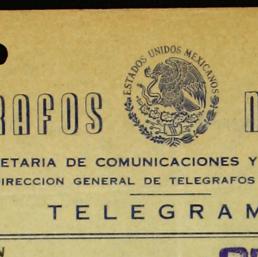 ESTADOS UNIDOS MEXICANOS
RAFOS
ETARIA DE COMUNICACIONES Y
DIRECCION GENERAL DE TELEGRAFOS
TELEGRAM